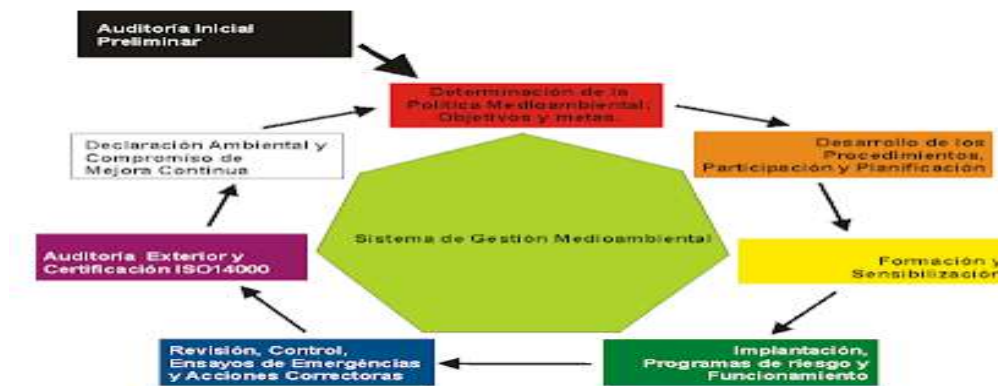 Auditoría Inicial
Preliminar
Determinación de la
Política Medioambiental;
Objetivos y metas.
Desarrollo de los
Procedimientos,
Participación y Planificación
Formación y
Sensibilización
Implantación,
Programas de riesgo y
Funcionamiento
Revisión, Control,
Ensayos de Emergências
y Acciones Correctoras
Auditoría Exterior y
Certificación ISO14000
Declaración Ambiental y
Compromiso de
Mejora Continua
Sistema de Gestión Medioambiental